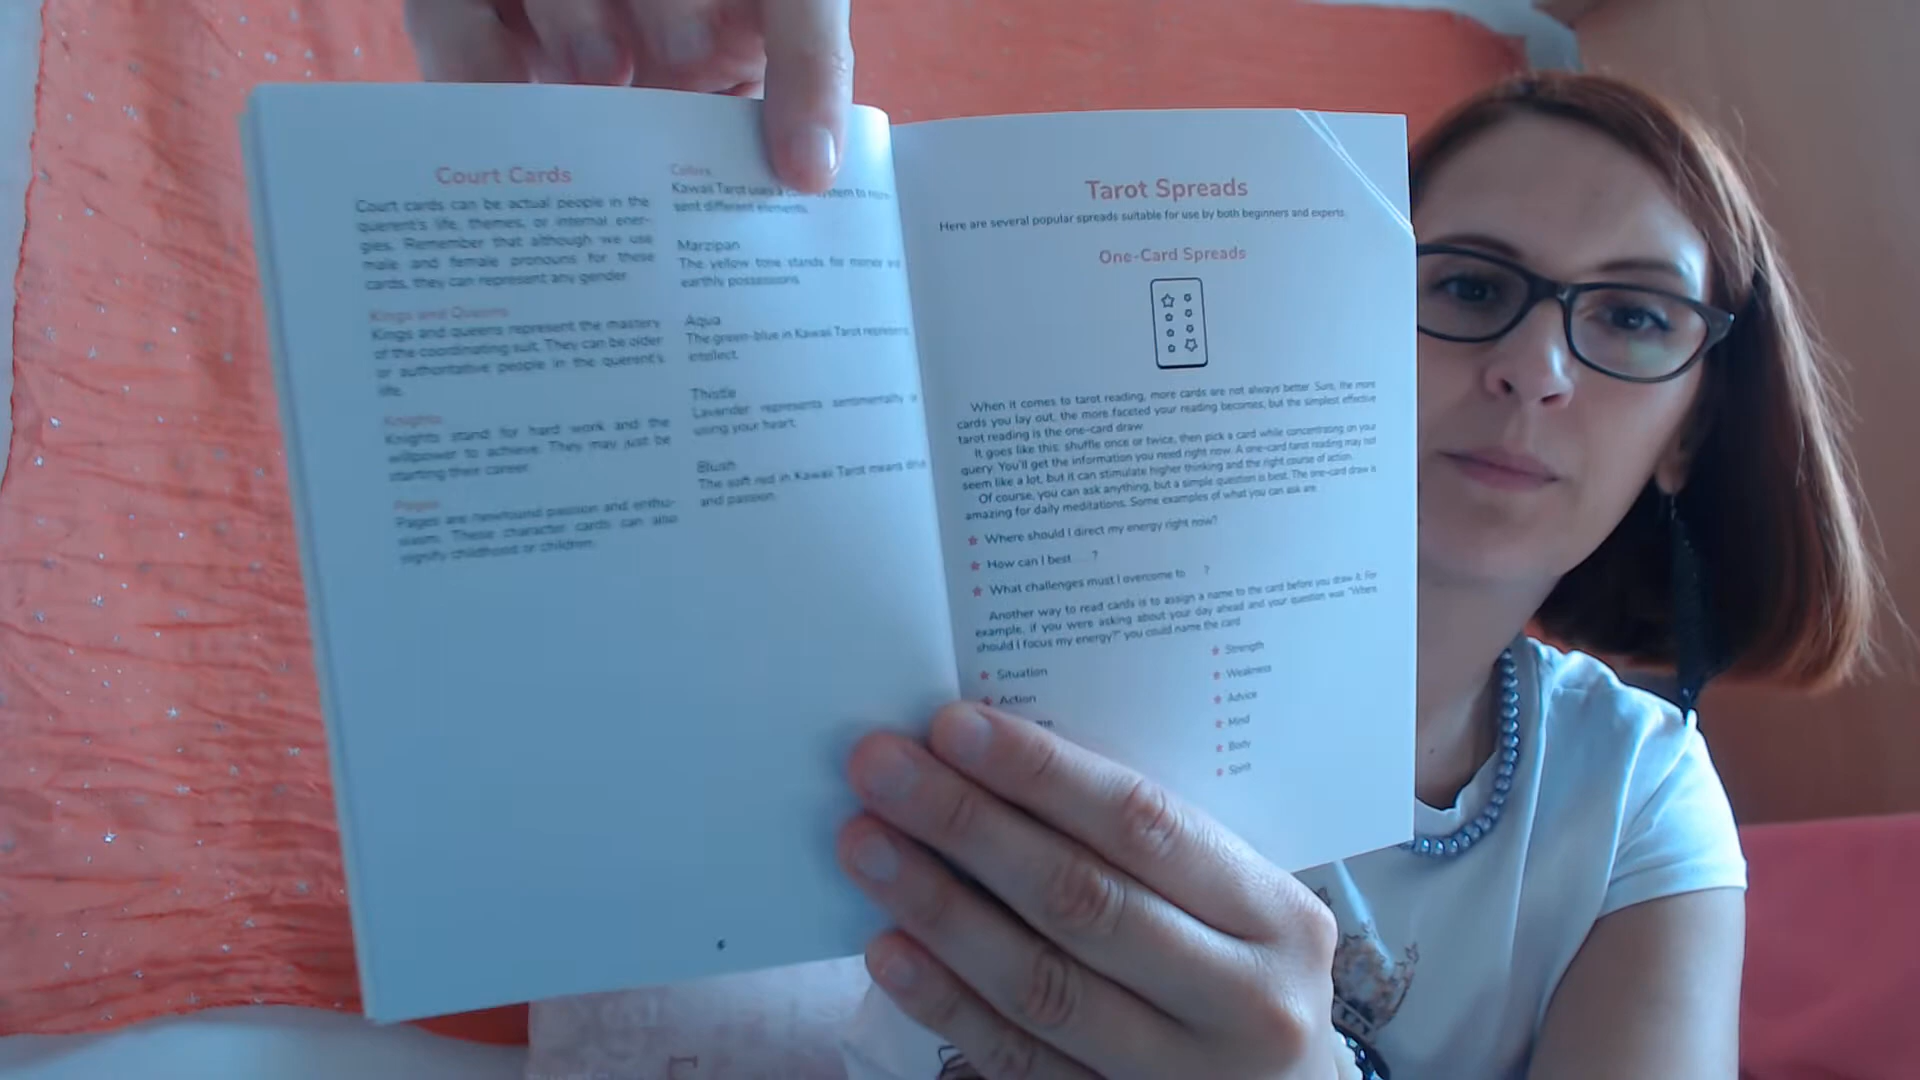 Court Cards
Court cards can be actual people in the
querent's life, themes, or internal ener-
gies. Remember that although we use
male and female pronouns for these
cards, they can represent any gender.
Kings and Queens
Kings and queens represent the mastery
of the coordinating suit. They can be older
or authoritative people in the querent's
life.
Knights
Knights stand for hard work and the
willpower to achieve. They may just be
starting their career.
Pages
Pages are newfound passion and enthu-
siasm. These character cards can also
signify childhood or children.
Colors
Kawaii Tarot uses a system to repre-
sent different elements.
Marzipan
The yellow tone stands for money and
earthly possessions.
Aqua
The green-blue in Kawaii Tarot represents
intellect.
Thistle
Lavender represents sentimentality or
using your heart.
Blush
The soft red in Kawaii Tarot means drive
and passion.
6
Tarot Spreads
Here are several popular spreads suitable for use by both beginners and experts.
One-Card Spreads
When it comes to tarot reading, more cards are not always better. Sure, the more
cards you lay out, the more faceted your reading becomes, but the simplest effective
tarot reading is the one-card draw.
It goes like this: shuffle once or twice, then pick a card while concentrating on your
query. You'll get the information you need right now. A one-card tarot reading may not
seem like a lot, but it can stimulate higher thinking and the right course of action.
Of course, you can ask anything, but a simple question is best. The one-card draw is
amazing for daily meditations. Some examples of what you can ask are:
Where should I direct my energy right now?
How can I best . . . ?
What challenges must I overcome to . . . ?
Another way to read cards is to assign a name to the card before you draw it. For
example, if you were asking about your day ahead and your question was "Where
should I focus my energy?" you could name the card:
Situation
Action
Strength
Weakness
Advice
Mind
Body
Spirit